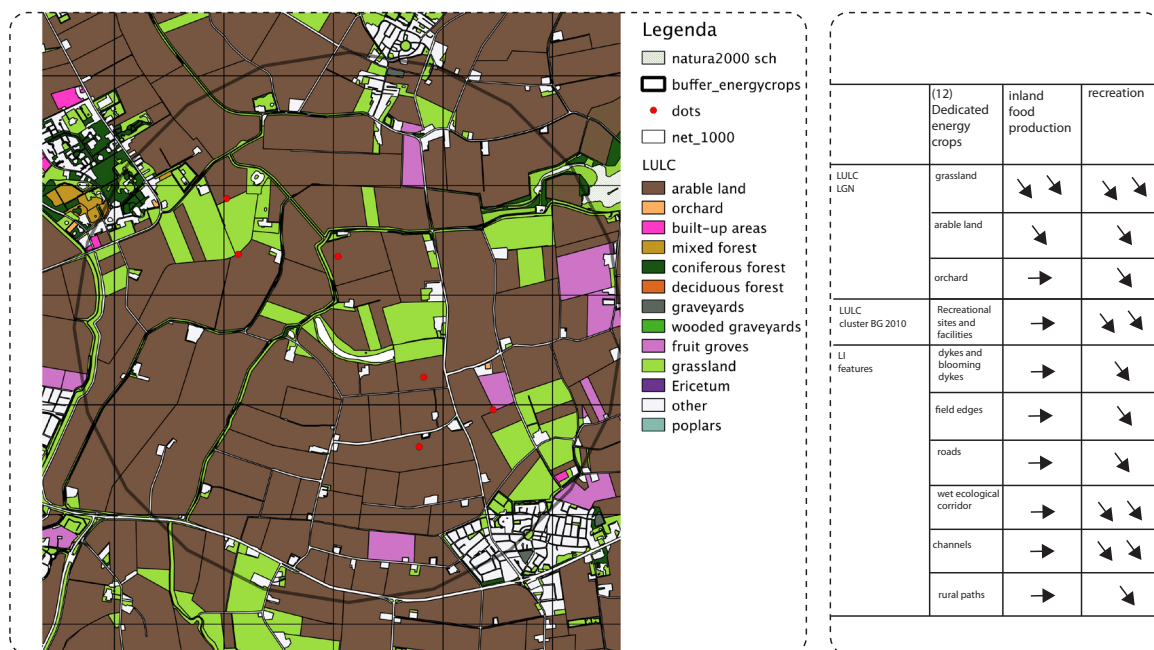 Legenda
natura2000 sch
buffer_energycrops
dots
net_1000
LULC
arable land
orchard
built-up areas
mixed forest
coniferous forest
deciduous forest
graveyards
wooded graveyards
fruit groves
grassland
Ericetum
other
poplars
(12)
Dedicated
energy
crops
inland
food
production
recreation
LULC
LGN
grassland
arable land
orchard
LULC
cluster BG 2010
Recreational
sites and
facilities
LI
features
dykes and
blooming
dykes
field edges
roads
wet ecological
corridor
channels
rural paths